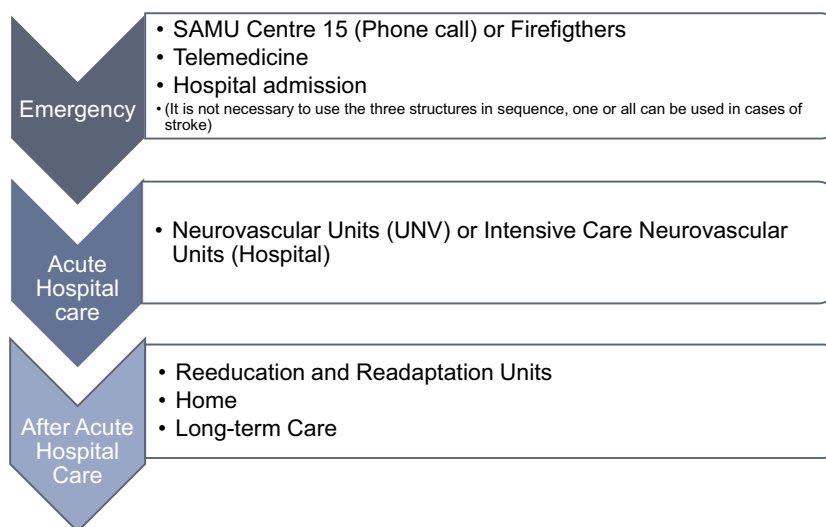 Emergency
• SAMU Centre 15 (Phone call) or Firefigthers
• Telemedicine
• Hospital admission
• (It is not necessary to use the three structures in sequence, one or all can be used in cases of
stroke)
Acute
Hospital
care
• Neurovascular Units (UNV) or Intensive Care Neurovascular
Units (Hospital)
After Acute
Hospital
Care
• Reeducation and Readaptation Units
• Home
• Long-term Care